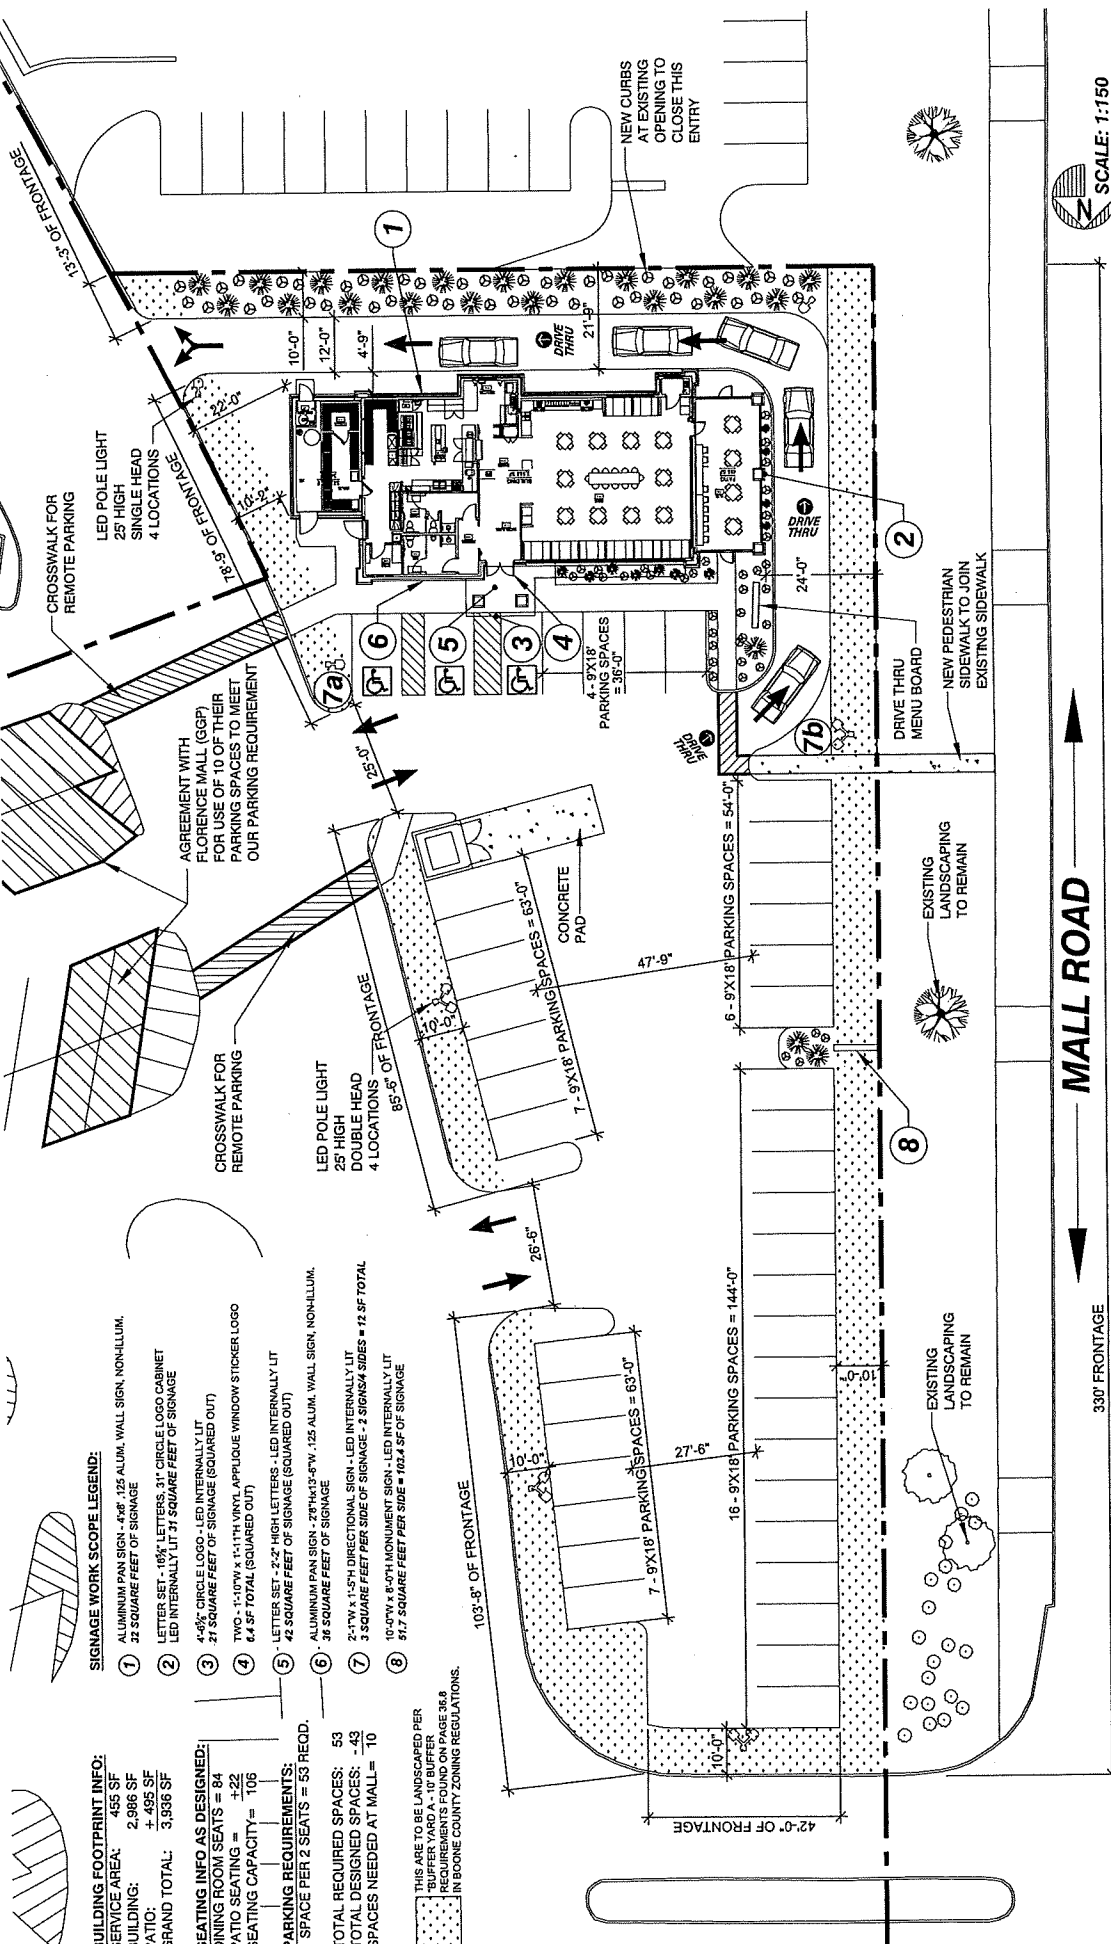 BUILDING FOOTPRINT INFO:
SERVICE AREA: 455 SF
BUILDING: 2,986 SF
PATIO: + 495 SF
GRAND TOTAL: 3,936 SF
SEATING INFO AS DESIGNED:
DINING ROOM SEATS = 84
PATIO SEATING = +22
SEATING CAPACITY= 106
PARKING REQUIREMENTS:
SPACE PER 2 SEATS = 53 REQD.
TOTAL REQUIRED SPACES: 53
TOTAL DESIGNED SPACES: -43
SPACES NEEDED AT MALL= 10
THIS ARE TO BE LANDSCAPED PER
"BUFFER YARD A - 10' BUFFER
REQUIREMENTS FOUND ON PAGE 36.8
IN BOONE COUNTY ZONING REGULATIONS.
SIGNAGE WORK SCOPE LEGEND:
1 ALUMINUM PAN SIGN - 4'x8' .125 ALUM. WALL SIGN, NON-ILLUM.
32 SQUARE FEET OF SIGNAGE
2 LETTER SET - 16⅝" LETTERS, 31" CIRCLE LOGO CABINET
LED INTERNALLY LIT 31 SQUARE FEET OF SIGNAGE
3 4'-6⅝" CIRCLE LOGO - LED INTERNALLY LIT
21 SQUARE FEET OF SIGNAGE (SQUARED OUT)
4 TWO - 1'-10"W x 1'-11"H VINYL APPLIQUE WINDOW STICKER LOGO
6.4 SF TOTAL (SQUARED OUT)
5 LETTER SET - 2'-2" HIGH LETTERS - LED INTERNALLY LIT
42 SQUARE FEET OF SIGNAGE (SQUARED OUT)
6 ALUMINUM PAN SIGN - 2'8"Hx13'-6"W .125 ALUM. WALL SIGN, NON-ILLUM.
36 SQUARE FEET OF SIGNAGE
7 2'-1"W x 1'-5"H DIRECTIONAL SIGN - LED INTERNALLY LIT
3 SQUARE FEET PER SIDE OF SIGNAGE - 2 SIGNS/4 SIDES = 12 SF TOTAL
8 10'-0"W x 8'-0"H MONUMENT SIGN - LED INTERNALLY LIT
51.7 SQUARE FEET PER SIDE = 103.4 SF OF SIGNAGE
CROSSWALK FOR
REMOTE PARKING
AGREEMENT WITH
FLORENCE MALL (GGP)
FOR USE OF 10 OF THEIR
PARKING SPACES TO MEET
OUR PARKING REQUIREMENT
CROSSWALK FOR
REMOTE PARKING
LED POLE LIGHT
25' HIGH
SINGLE HEAD
4 LOCATIONS
LED POLE LIGHT
25' HIGH
DOUBLE HEAD
4 LOCATIONS
13'-3" OF FRONTAGE
78'-9" OF FRONTAGE
22'-0"
10'-2"
10'-0"
12'-0"
4'-9"
21'-9"
1
DRIVE
THRU
NEW CURBS
AT EXISTING
OPENING TO
CLOSE THIS
ENTRY
7a
6
5
3
4
4 - 9'X18'
PARKING SPACES
= 36'-0"
2
DRIVE
THRU
24'-0"
DRIVE THRU
MENU BOARD
NEW PEDESTRIAN
SIDEWALK TO JOIN
EXISTING SIDEWALK
DRIVE
THRU
7b
25'-0"
85'-6" OF FRONTAGE
10'-0"
7 - 9'X18' PARKING SPACES = 63'-0"
CONCRETE
PAD
47'-9"
6 - 9'X18' PARKING SPACES = 54'-0"
EXISTING
LANDSCAPING
TO REMAIN
8
26'-6"
103'-8" OF FRONTAGE
10'-0"
7 - 9'X18' PARKING SPACES = 63'-0"
27'-6"
16 - 9'X18' PARKING SPACES = 144'-0"
10'-0"
10'-0"
42'-0" OF FRONTAGE
EXISTING
LANDSCAPING
TO REMAIN
MALL ROAD
330' FRONTAGE
N
SCALE: 1:150